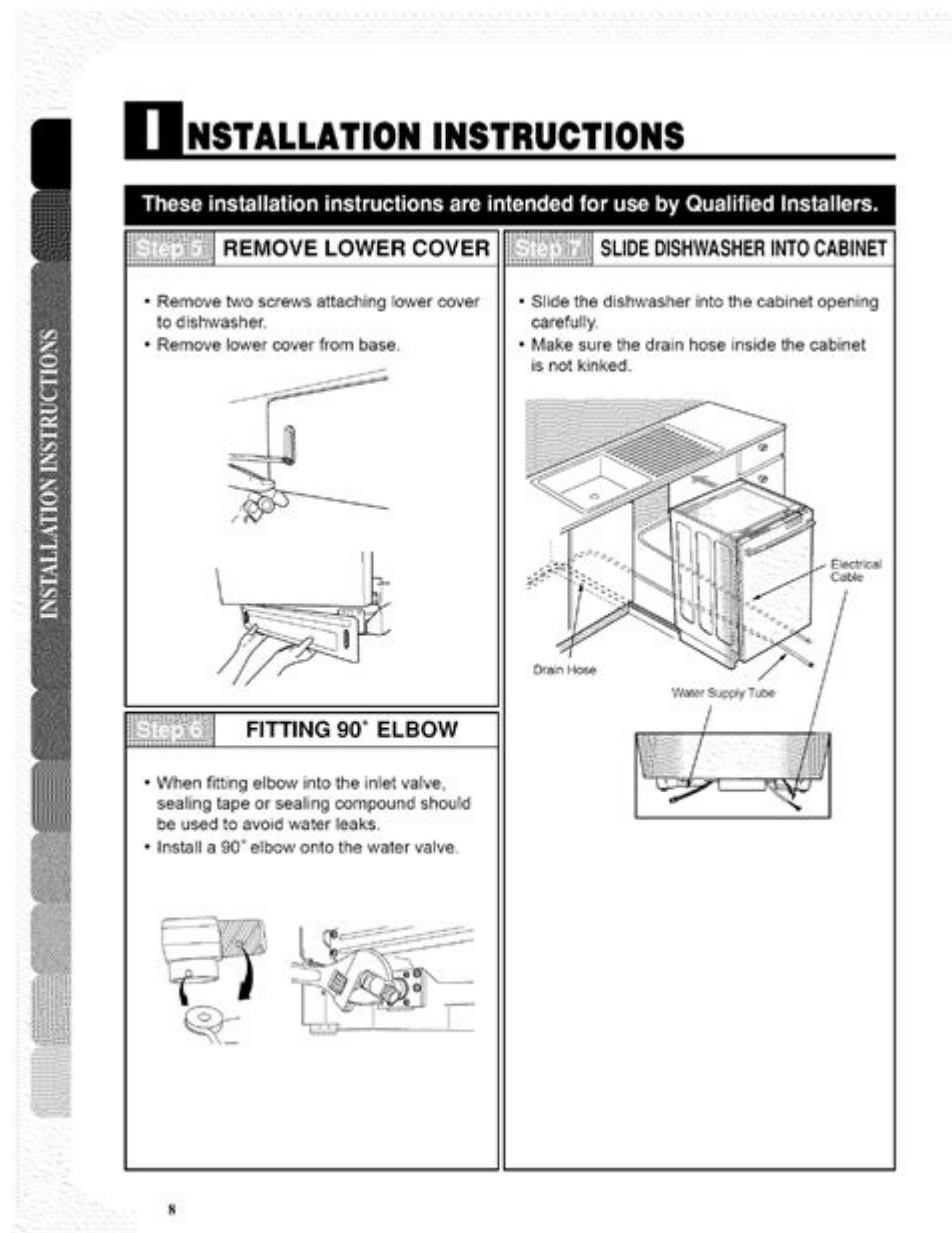 INSTALLATION INSTRUCTIONS
INSTALLATION INSTRUCTIONS
These installation instructions are intended for use by Qualified Installers.
Step 5 REMOVE LOWER COVER
• Remove two screws attaching lower cover
to dishwasher.
• Remove lower cover from base.
Step 6 FITTING 90˚ ELBOW
• When fitting elbow into the inlet valve,
sealing tape or sealing compound should
be used to avoid water leaks.
• Install a 90˚ elbow onto the water valve.
Step 7 SLIDE DISHWASHER INTO CABINET
• Slide the dishwasher into the cabinet opening
carefully.
• Make sure the drain hose inside the cabinet
is not kinked.
Electrical
Cable
Drain Hose
Water Supply Tube
8